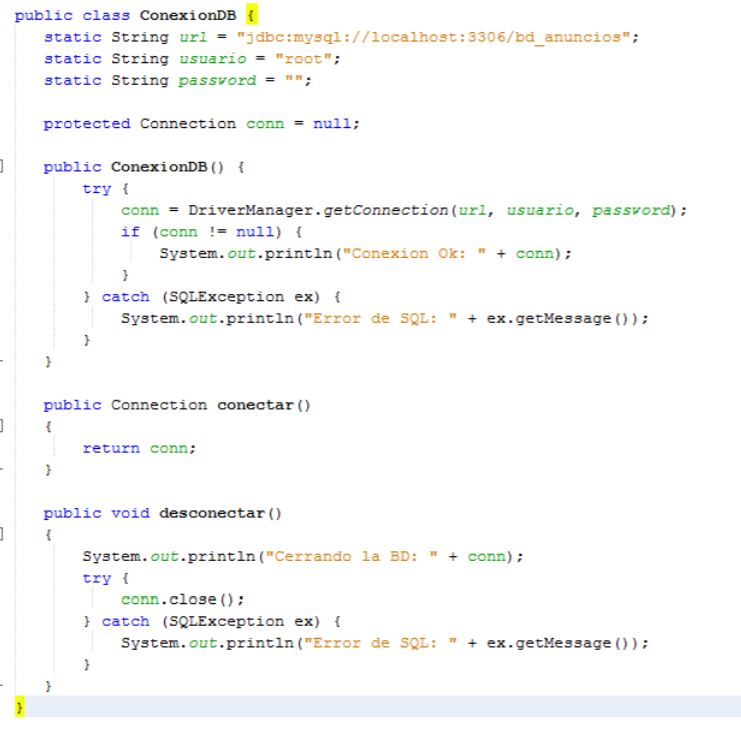 public class ConexionDB {
static String url = "jdbc:mysql://localhost:3306/bd_anuncios";
static String usuario = "root";
static String password = "";
protected Connection conn = null;
public ConexionDB() {
try {
conn = DriverManager.getConnection(url, usuario, password);
if (conn != null) {
System.out.println("Conexion Ok: " + conn);
}
} catch (SQLException ex) {
System.out.println("Error de SQL: " + ex.getMessage());
}
}
public Connection conectar()
{
return conn;
}
public void desconectar()
{
System.out.println("Cerrando la BD: " + conn);
try {
conn.close();
} catch (SQLException ex) {
System.out.println("Error de SQL: " + ex.getMessage());
}
}
}